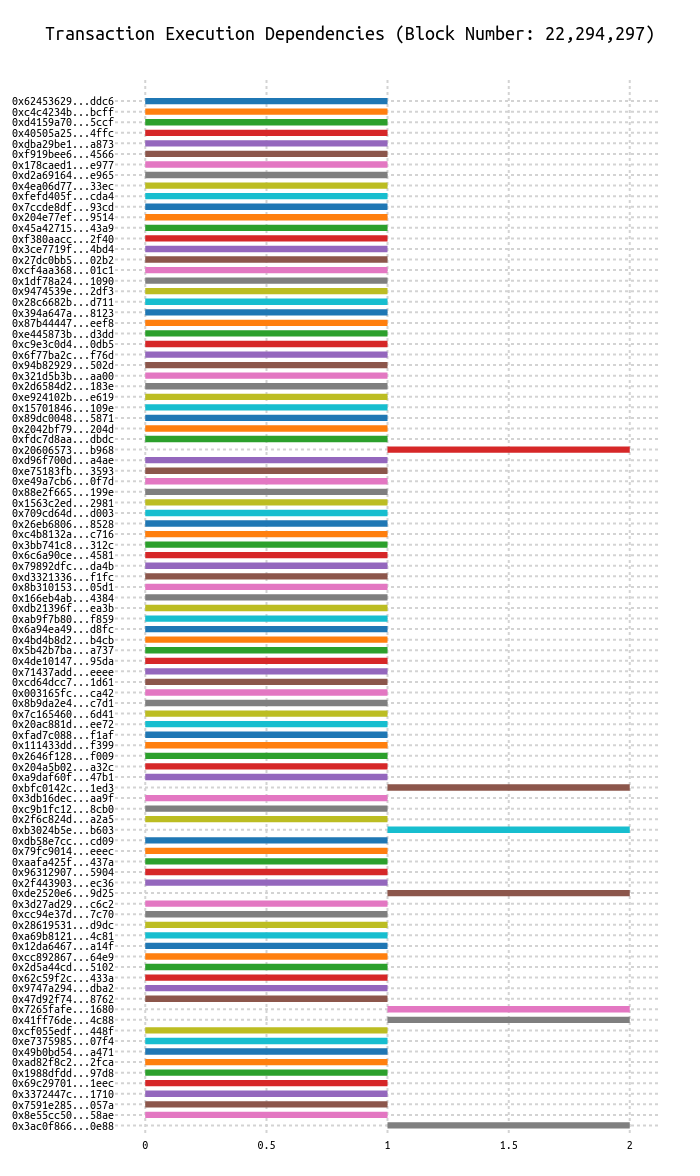 Transaction Execution Dependencies (Block Number: 22,294,297)
0x62453629...ddc6
0xc4c4234b...bcff
0xd4159a70...5ccf
0x40505a25...4ffc
0xdba29be1...a873
0xf919bee6...4566
0x178caed1...e977
0xd2a69164...e965
0x4ea06d77...33ec
0xfefd405f...cda4
0x7ccde8df...93cd
0x204e77ef...9514
0x45a42715...43a9
0xf380aacc...2f40
0x3ce7719f...4bd4
0x27dc0bb5...02b2
0xcf4aa368...01c1
0x1df78a24...1090
0x9474539e...2df3
0x28c6682b...d711
0x394a647a...8123
0x87b44447...eef8
0xe445873b...d3dd
0xc9e3c0d4...0db5
0x6f77ba2c...f76d
0x94b82929...502d
0x321d5b3b...aa00
0x2d6584d2...183e
0xe924102b...e619
0x15701846...109e
0x89dc0048...5871
0x2042bf79...204d
0xfdc7d8aa...dbdc
0x20606573...b968
0xd96f700d...a4ae
0xe75183fb...3593
0xe49a7cb6...0f7d
0x88e2f665...199e
0x1563c2ed...2981
0x709cd64d...d003
0x26eb6806...8528
0xc4b8132a...c716
0x3bb741c8...312c
0x6c6a90ce...4581
0x79892dfc...da4b
0xd3321336...f1fc
0x8b310153...05d1
0x166eb4ab...4384
0xdb21396f...ea3b
0xab9f7b80...f859
0x6a94ea49...d8fc
0x4bd4b8d2...b4cb
0x5b42b7ba...a737
0x4de10147...95da
0x71437add...eeee
0xcd64dcc7...1d61
0x003165fc...ca42
0x8b9da2e4...c7d1
0x7c165460...6d41
0x20ac881d...ee72
0xfad7c088...f1af
0x111433dd...f399
0x2646f128...f009
0x204a5b02...a32c
0xa9daf60f...47b1
0xbfc0142c...1ed3
0x3db16dec...aa9f
0xc9b1fc12...8cb0
0x2f6c824d...a2a5
0xb3024b5e...b603
0xdb58e7cc...cd09
0x79fc9014...eeec
0xaafa425f...437a
0x96312907...5904
0x2f443903...ec36
0xde2520e6...9d25
0x3d27ad29...c6c2
0xcc94e37d...7c70
0x28619531...d9dc
0xa69b8121...4c81
0x12da6467...a14f
0xcc892867...64e9
0x2d5a44cd...5102
0x62c59f2c...433a
0x9747a294...dba2
0x47d92f74...8762
0x7265fafe...1680
0x41ff76de...4c88
0xcf055edf...448f
0xe7375985...07f4
0x49b0bd54...a471
0xad82f8c2...2fca
0x1988dfdd...97d8
0x69c29701...1eec
0x3372447c...1710
0x7591e285...057a
0x8e55cc50...58ae
0x3ac0f866...0e88
0 0.5 1 1.5 2